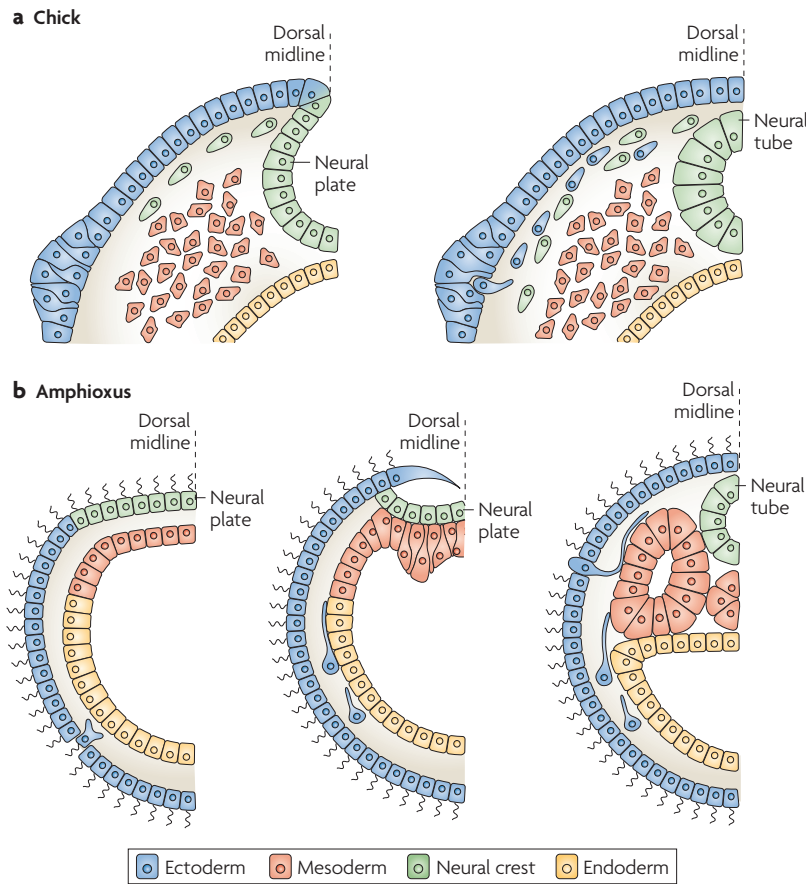 a Chick
Dorsal
midline
Neural
plate
Dorsal
midline
Neural
tube
b Amphioxus
Dorsal
midline
Neural
plate
Dorsal
midline
Neural
plate
Dorsal
midline
Neural
tube
Ectoderm Mesoderm Neural crest Endoderm